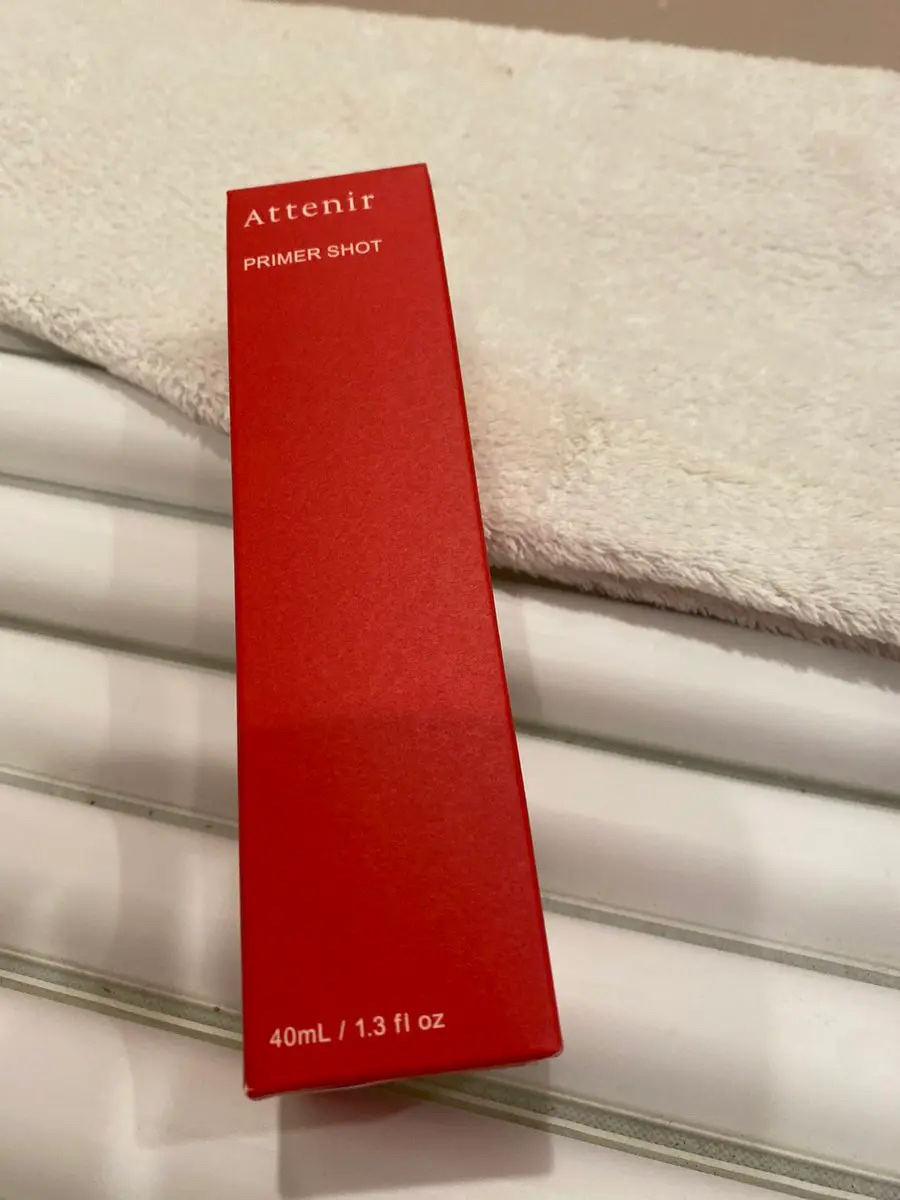 Attenir
PRIMER SHOT
40mL / 1.3 fl oz